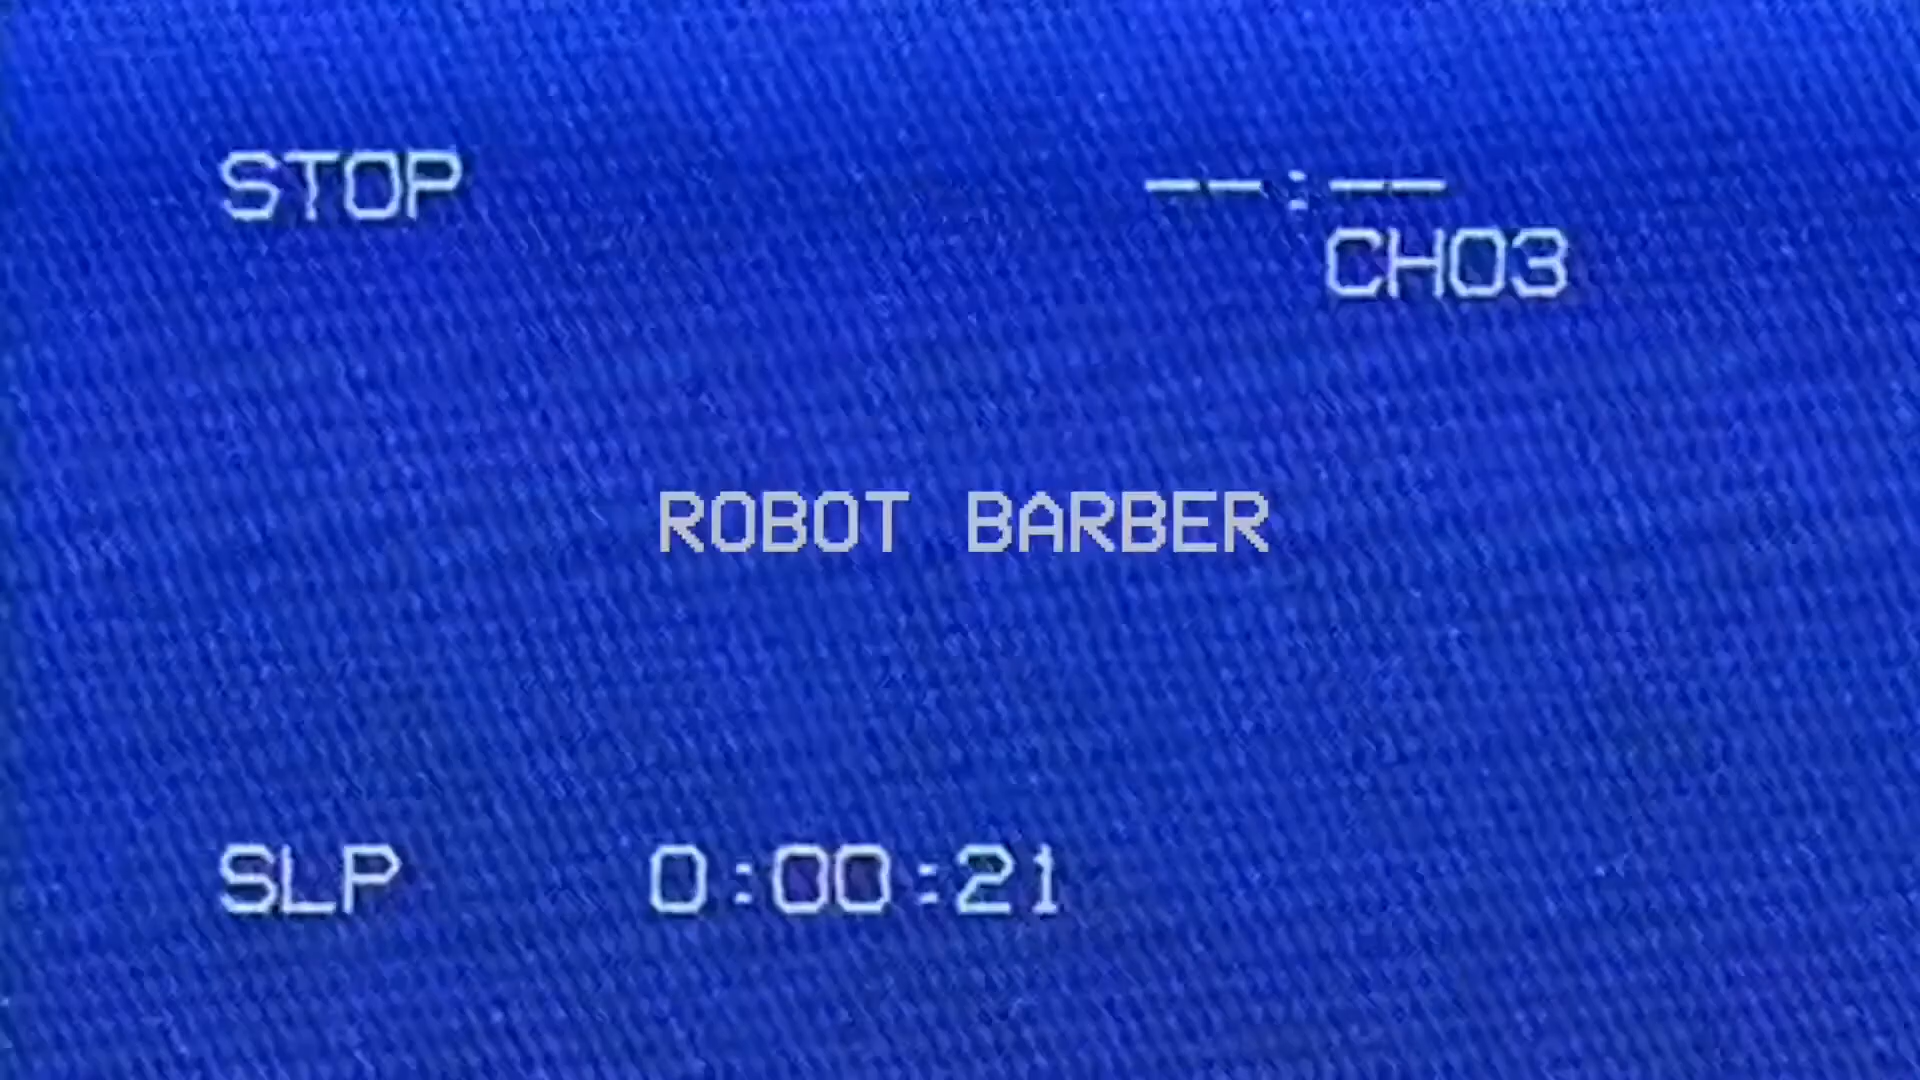 STOP
--:--
CH03
ROBOT BARBER
SLP 0:00:21